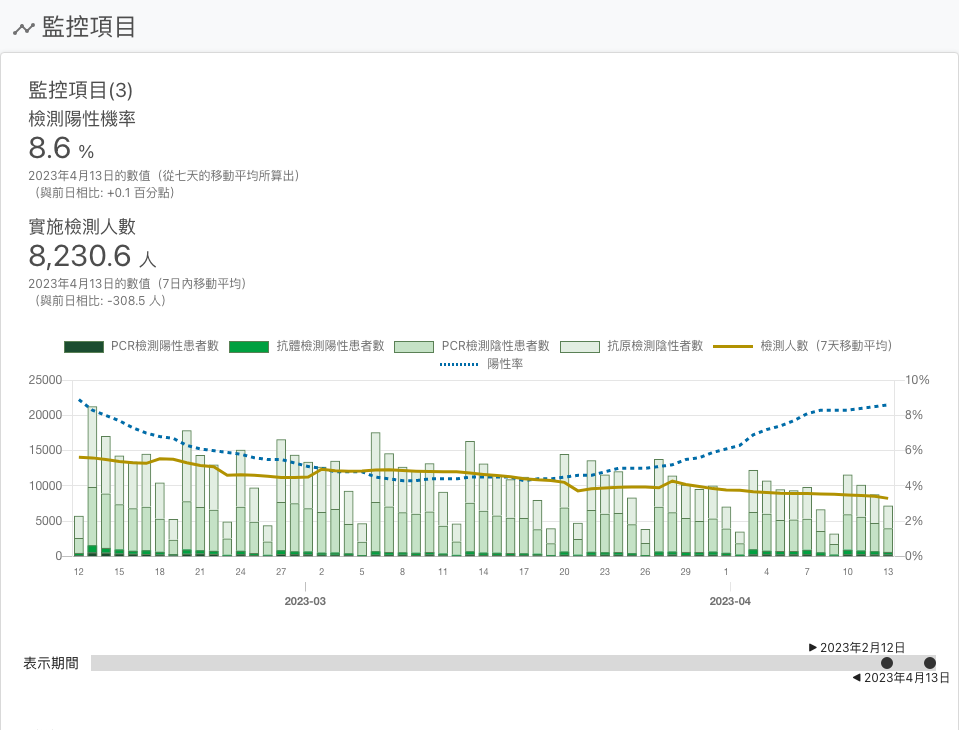 監控項目
監控項目(3)
檢測陽性機率
8.6 %
2023年4月13日的數值（從七天的移動平均所算出）
（與前日相比: +0.1 百分點）
實施檢測人數
8,230.6 人
2023年4月13日的數值（7日內移動平均）
（與前日相比: -308.5 人）
PCR檢測陽性患者數 抗體檢測陽性患者數 PCR檢測陰性患者數 抗原檢測陰性者數 檢測人數（7天移動平均）
陽性率
25000 10%
20000 8%
15000 6%
10000 4%
5000 2%
0 0%
12 15 18 21 24 27 2 5 8 11 14 17 20 23 26 29 1 4 7 10 13
2023-03 2023-04
▶ 2023年2月12日
表示期間
◀ 2023年4月13日